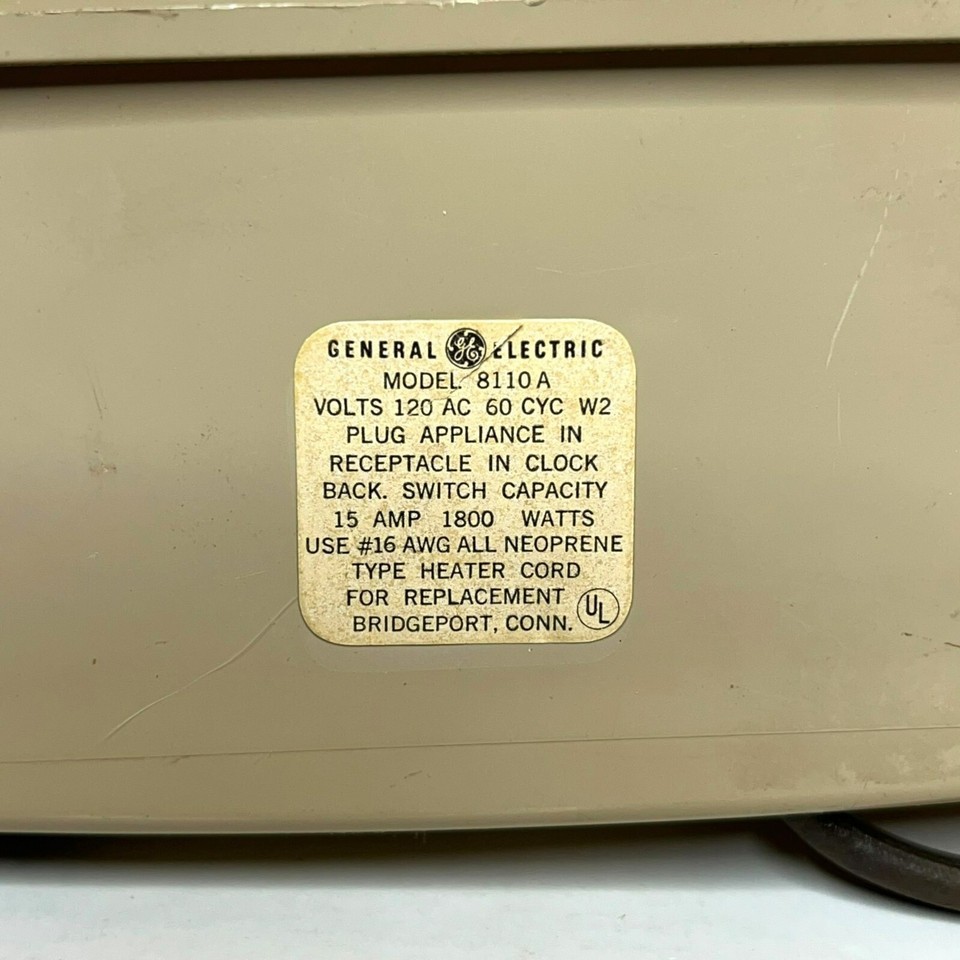 GENERAL GE ELECTRIC
MODEL 8110 A
VOLTS 120 AC 60 CYC W2
PLUG APPLIANCE IN
RECEPTACLE IN CLOCK
BACK. SWITCH CAPACITY
15 AMP 1800 WATTS
USE #16 AWG ALL NEOPRENE
TYPE HEATER CORD
FOR REPLACEMENT
BRIDGEPORT, CONN. UL